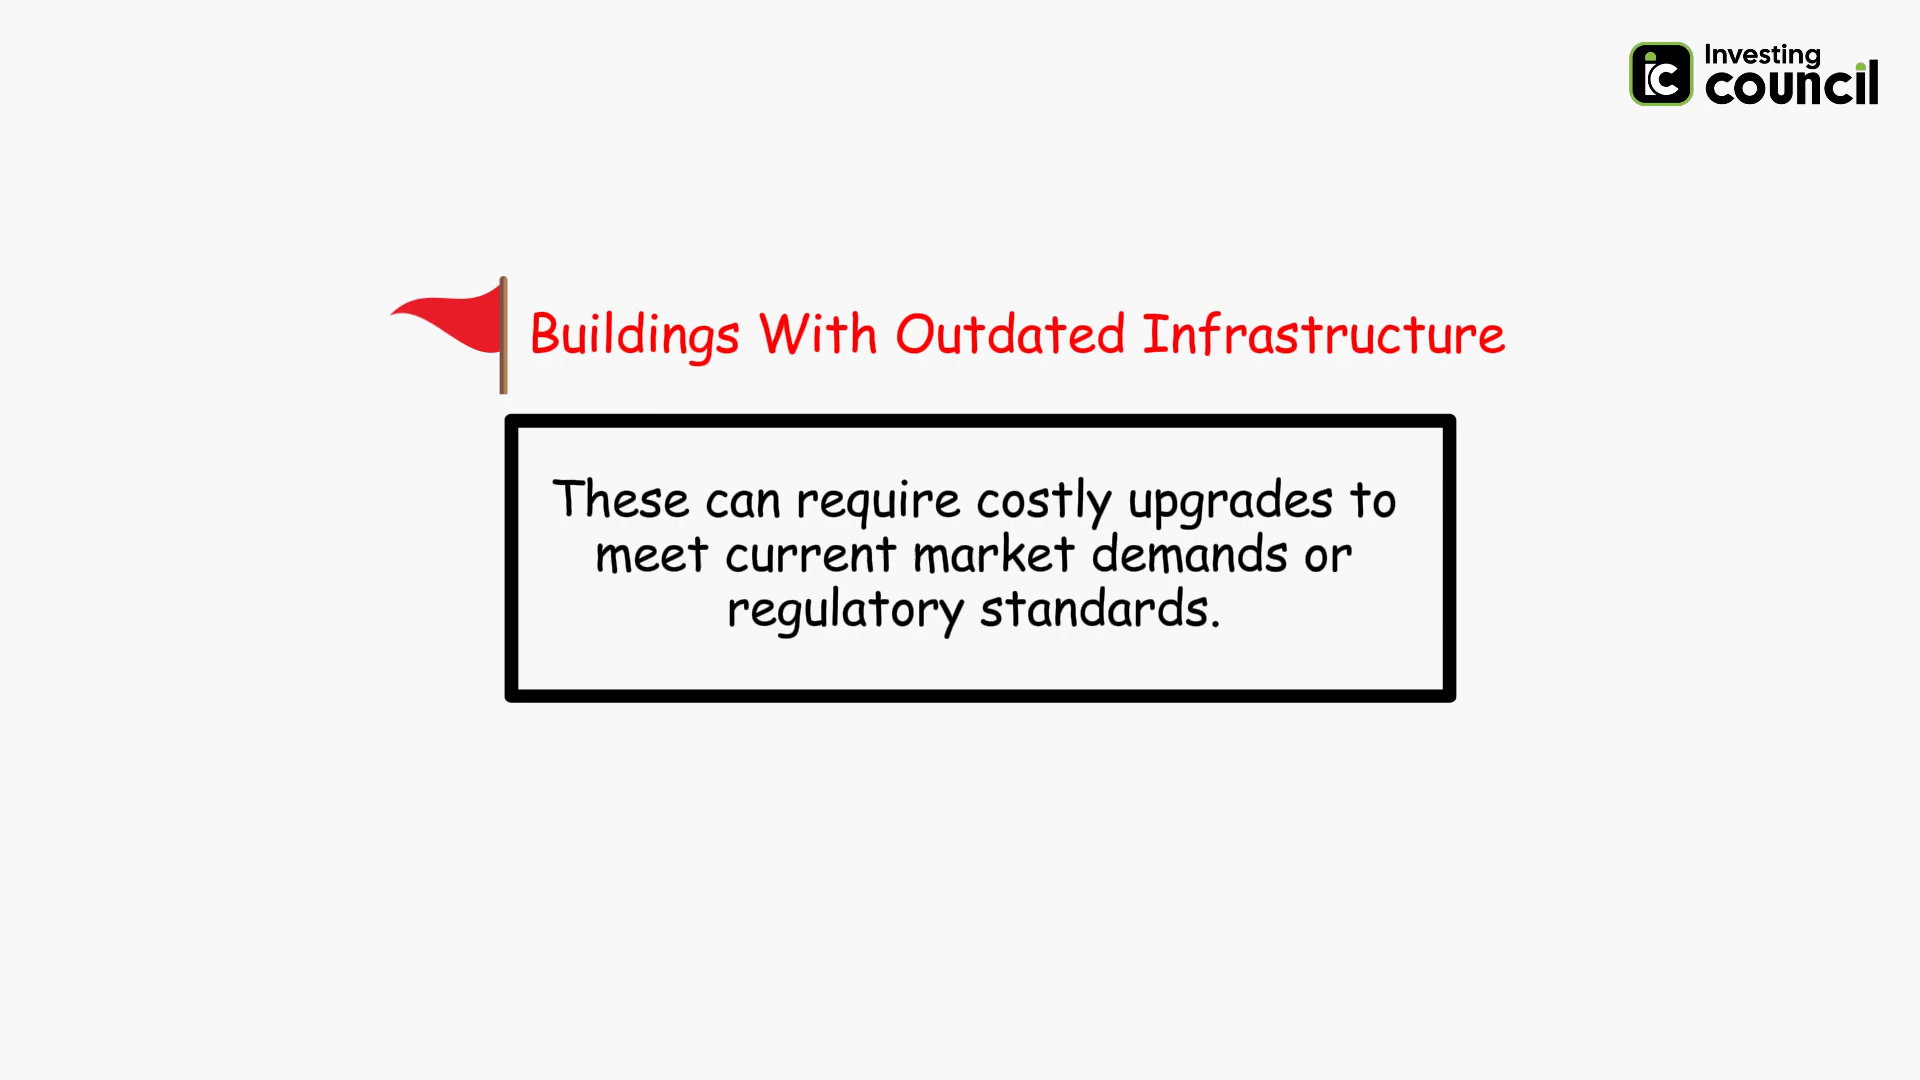 Investing
council
ic
Buildings With Outdated Infrastructure
These can require costly upgrades to
meet current market demands or
regulatory standards.